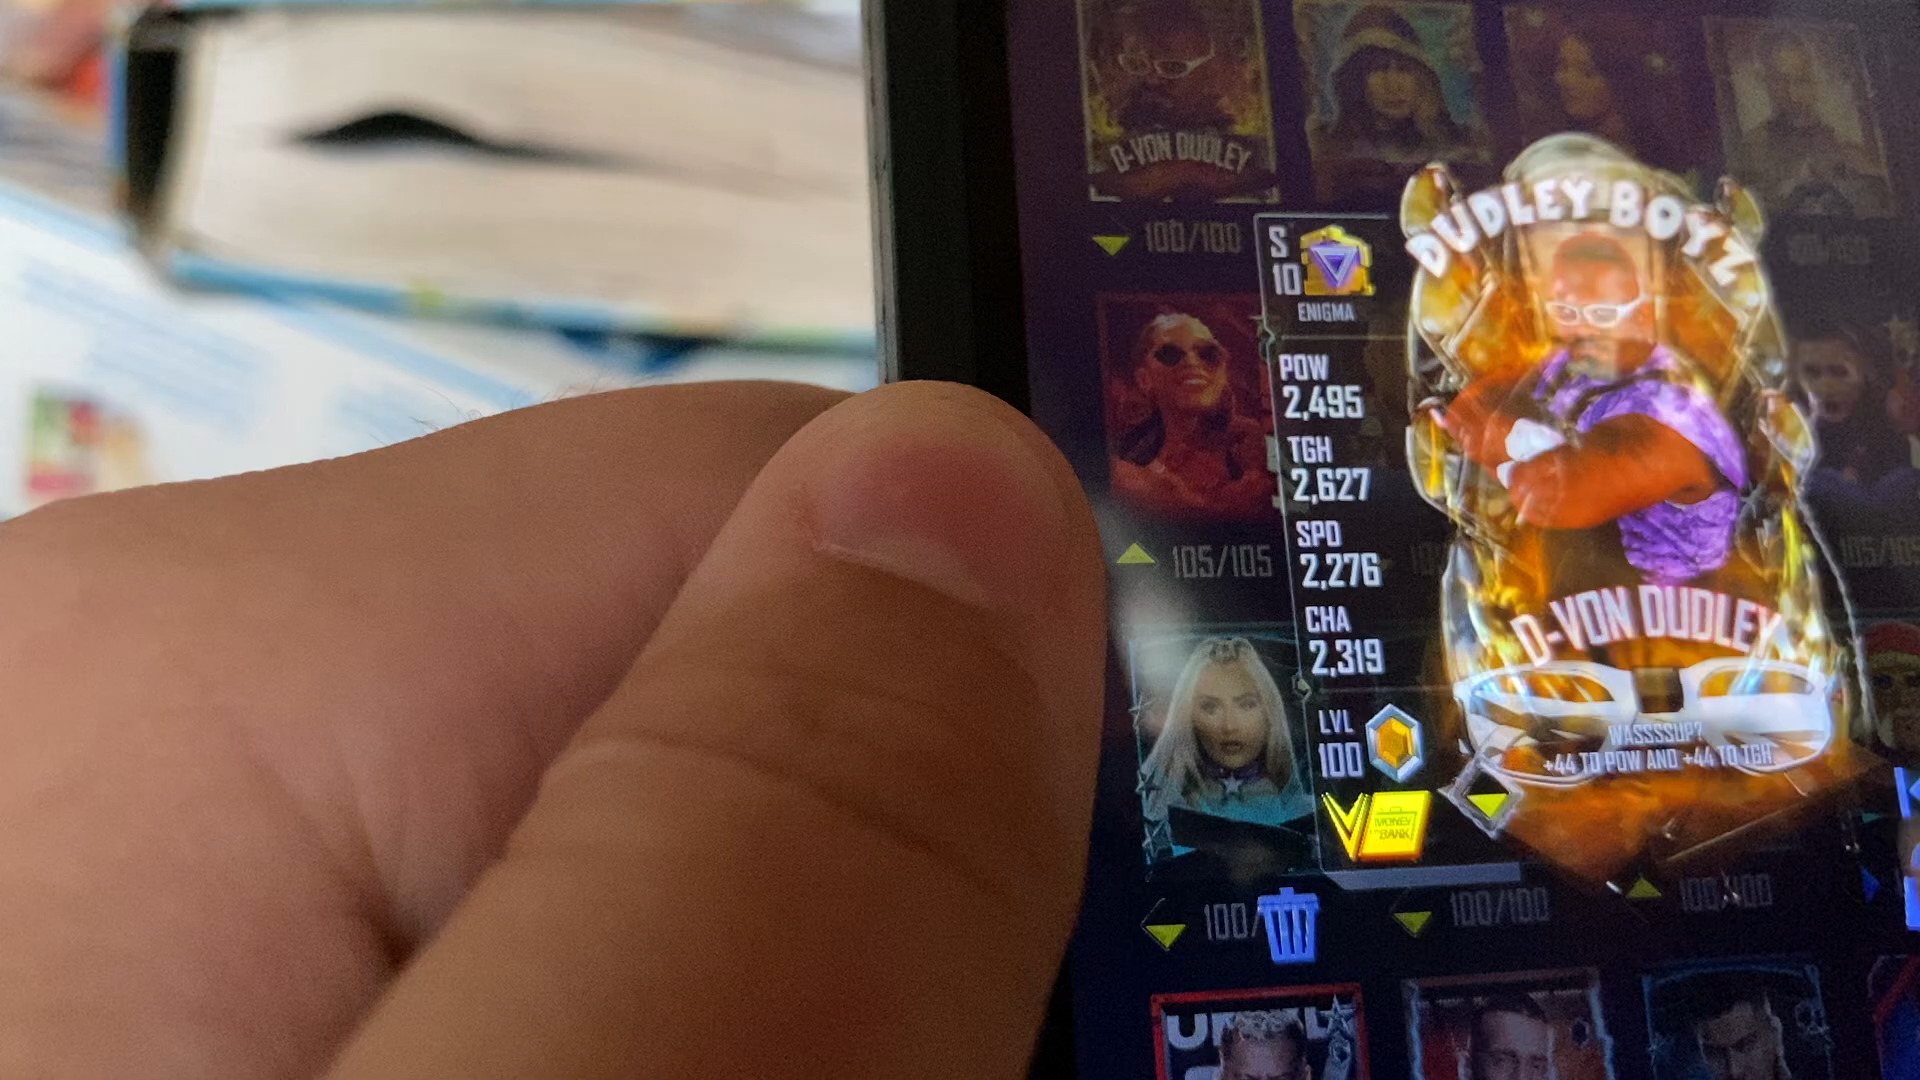 D-VON DUDLEY
100/100
S
10
ENIGMA
POW
2,495
TGH
2,627
SPD
2,276
CHA
2,319
LVL
100
MONEY
BANK
DUDLEY BOYZ
D-VON DUDLEY
WASSSSUP?
+44 TO POW AND +44 TO TGH
105/105
105/105
100/
100/100
100/100